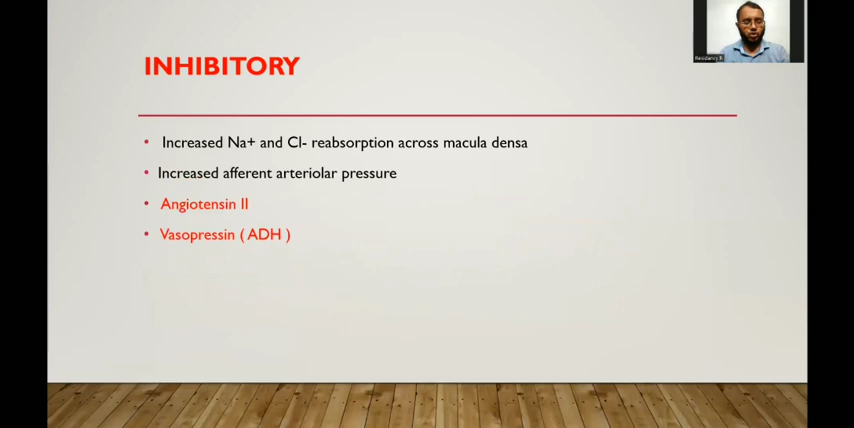 INHIBITORY
Increased Na+ and Cl- reabsorption across macula densa
Increased afferent arteriolar pressure
Angiotensin II
Vasopressin ( ADH )